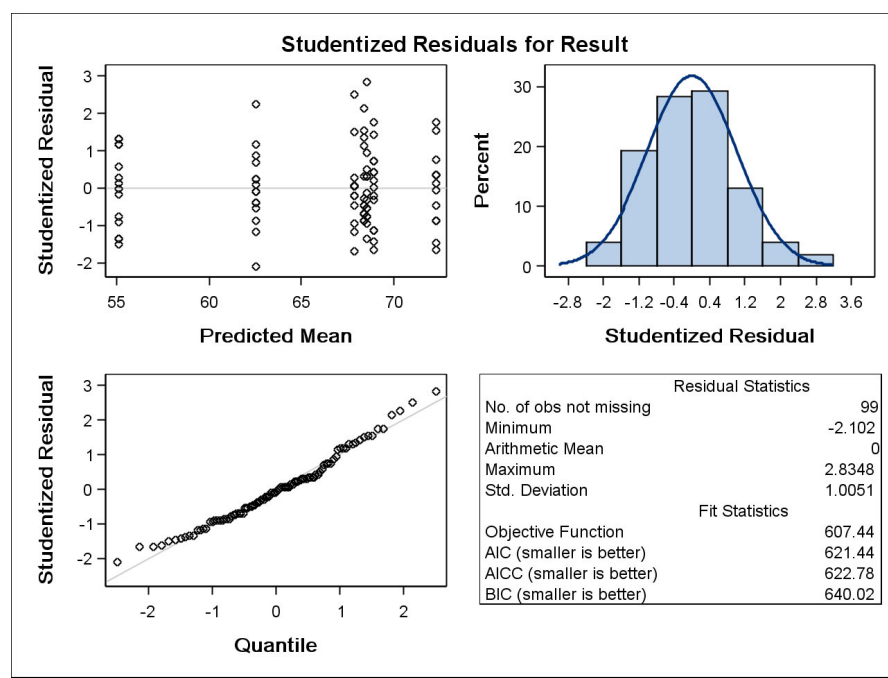 Studentized Residuals for Result
Studentized Residual
3
2
1
0
-1
-2
55 60 65 70
Predicted Mean
Percent
30
20
10
0
-2.8 -2 -1.2 -0.4 0.4 1.2 2 2.8 3.6
Studentized Residual
Studentized Residual
3
2
1
0
-1
-2
-2 -1 0 1 2
Quantile
Residual Statistics
No. of obs not missing 99
Minimum -2.102
Arithmetic Mean 0
Maximum 2.8348
Std. Deviation 1.0051
Fit Statistics
Objective Function 607.44
AIC (smaller is better) 621.44
AICC (smaller is better) 622.78
BIC (smaller is better) 640.02